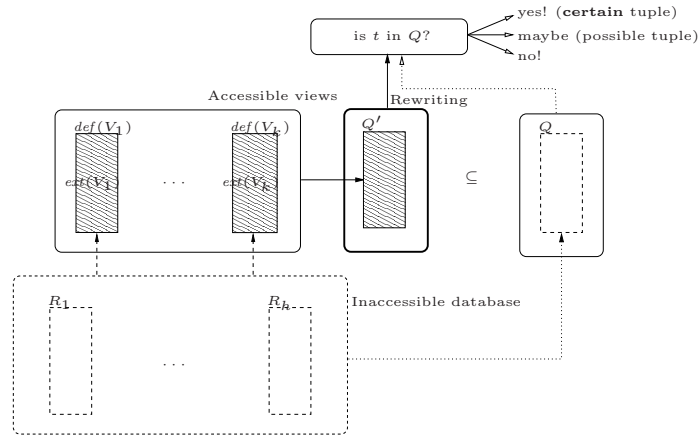 yes! (certain tuple)
is t in Q?
maybe (possible tuple)
no!
Accessible views
Rewriting
def(V1)
def(Vk)
Q′
Q
ext(V1)
. . .
ext(Vk)
⊆
R1
Rh
Inaccessible database
. . .